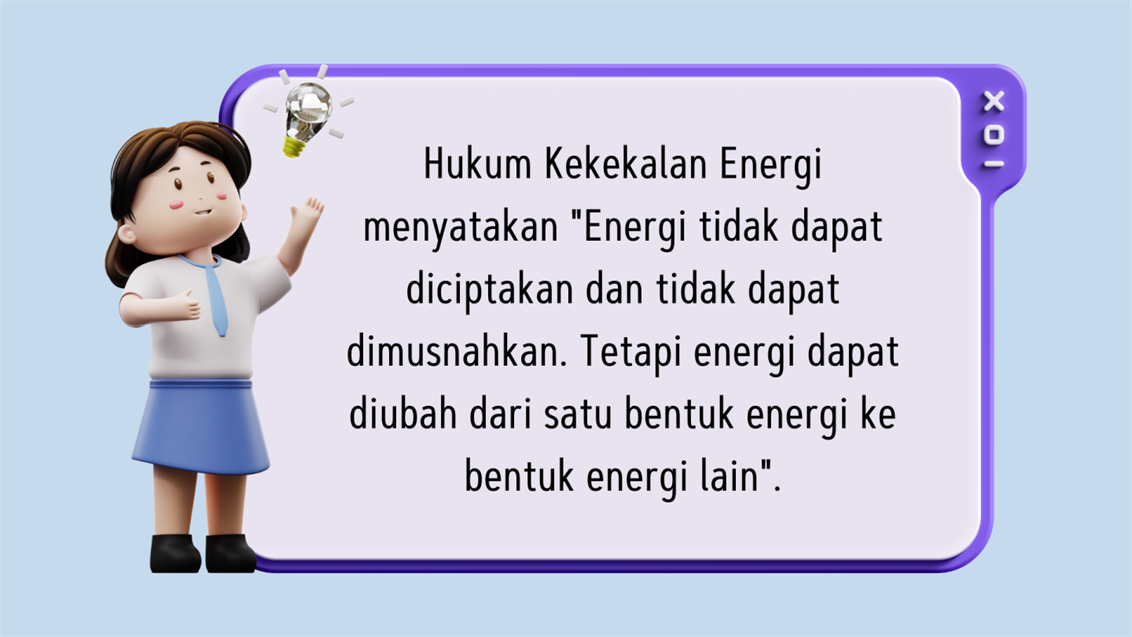 Hukum Kekekalan Energi
menyatakan "Energi tidak dapat
diciptakan dan tidak dapat
dimusnahkan. Tetapi energi dapat
diubah dari satu bentuk energi ke
bentuk energi lain".